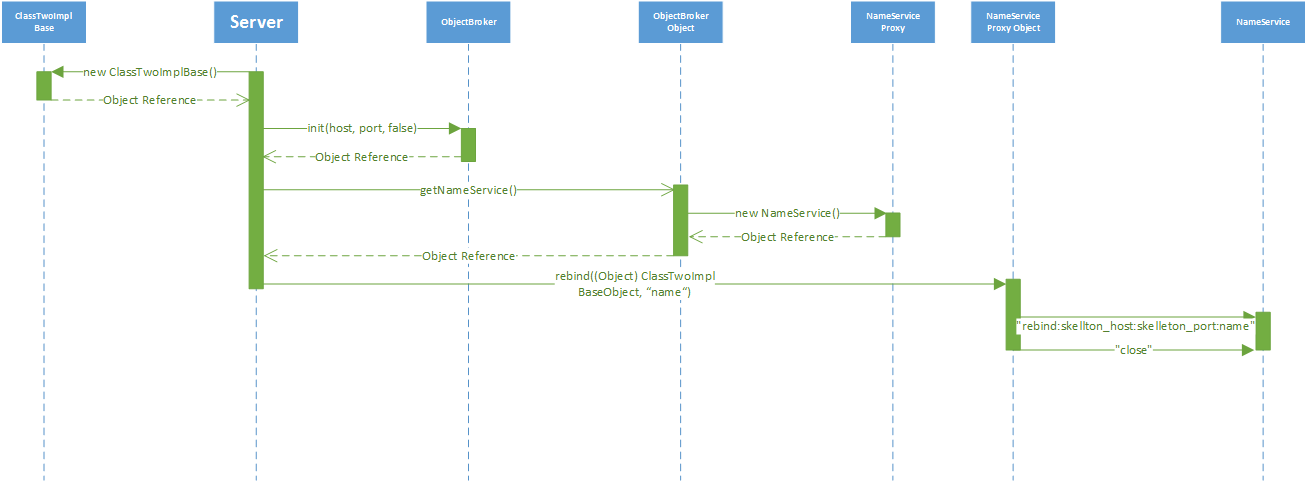 ClassTwoImpl
Base
Server
ObjectBroker
ObjectBroker
Object
NameService
Proxy
NameService
Proxy Object
NameService
new ClassTwoImplBase()
Object Reference
init(host, port, false)
Object Reference
getNameService()
new NameService()
Object Reference
Object Reference
rebind((Object) ClassTwoImpl
BaseObject, “name“)
"rebind:skellton_host:skelleton_port:name"
"close"